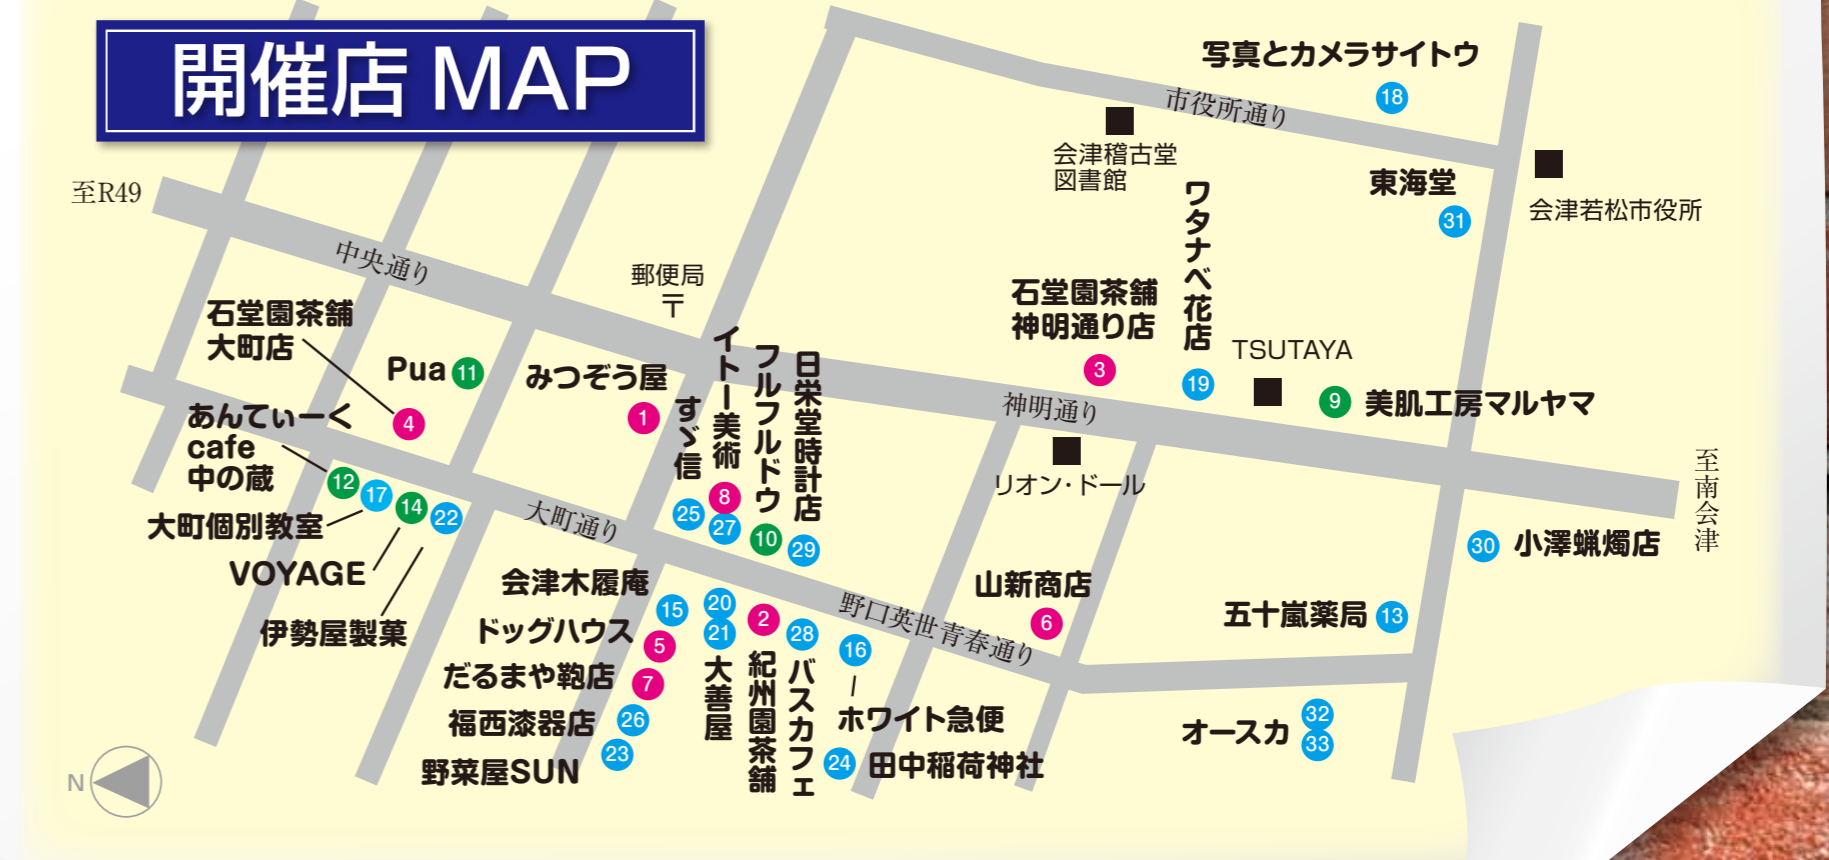 開催店 MAP
至R49
中央通り
市役所通り
写真とカメラサイトウ
18
会津稽古堂
図書館
東海堂
31
会津若松市役所
ワタナベ花店
19
郵便局
〒
石堂園茶舗
神明通り店
3
TSUTAYA
9
美肌工房マルヤマ
神明通り
リオン・ドール
至南会津
石堂園茶舗
大町店
4
Pua
11
みつぞう屋
1
すゞ信
25
イトー美術
8
27
フルフルドウ
10
日栄堂時計店
29
あんてぃーく
cafe
中の蔵
12
17
14
22
大町個別教室
VOYAGE
伊勢屋製菓
大町通り
30
小澤蝋燭店
会津木履庵
15
ドッグハウス
5
だるまや鞄店
7
福西漆器店
26
野菜屋SUN
23
20
21
大善屋
2
紀州園茶舗
28
バスカフェ
16
ホワイト急便
24
田中稲荷神社
野口英世青春通り
山新商店
6
五十嵐薬局
13
オースカ
32
33
N